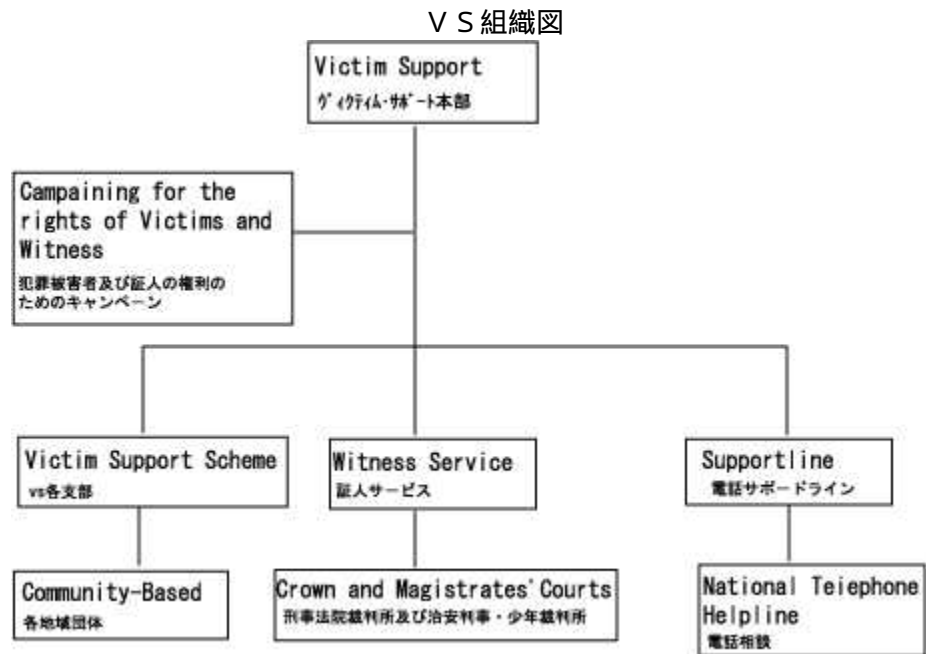 ＶＳ組織図
Victim Support
ヴィクティム・サポート本部
Campaining for the
rights of Victims and
Witness
犯罪被害者及び証人の権利の
ためのキャンペーン
Victim Support Scheme
vs各支部
Witness Service
証人サービス
Supportline
電話サボードライン
Community-Based
各地域団体
Crown and Magistrates' Courts
刑事法院裁判所及び治安判事・少年裁判所
National Teiephone
Helpline
電話相談